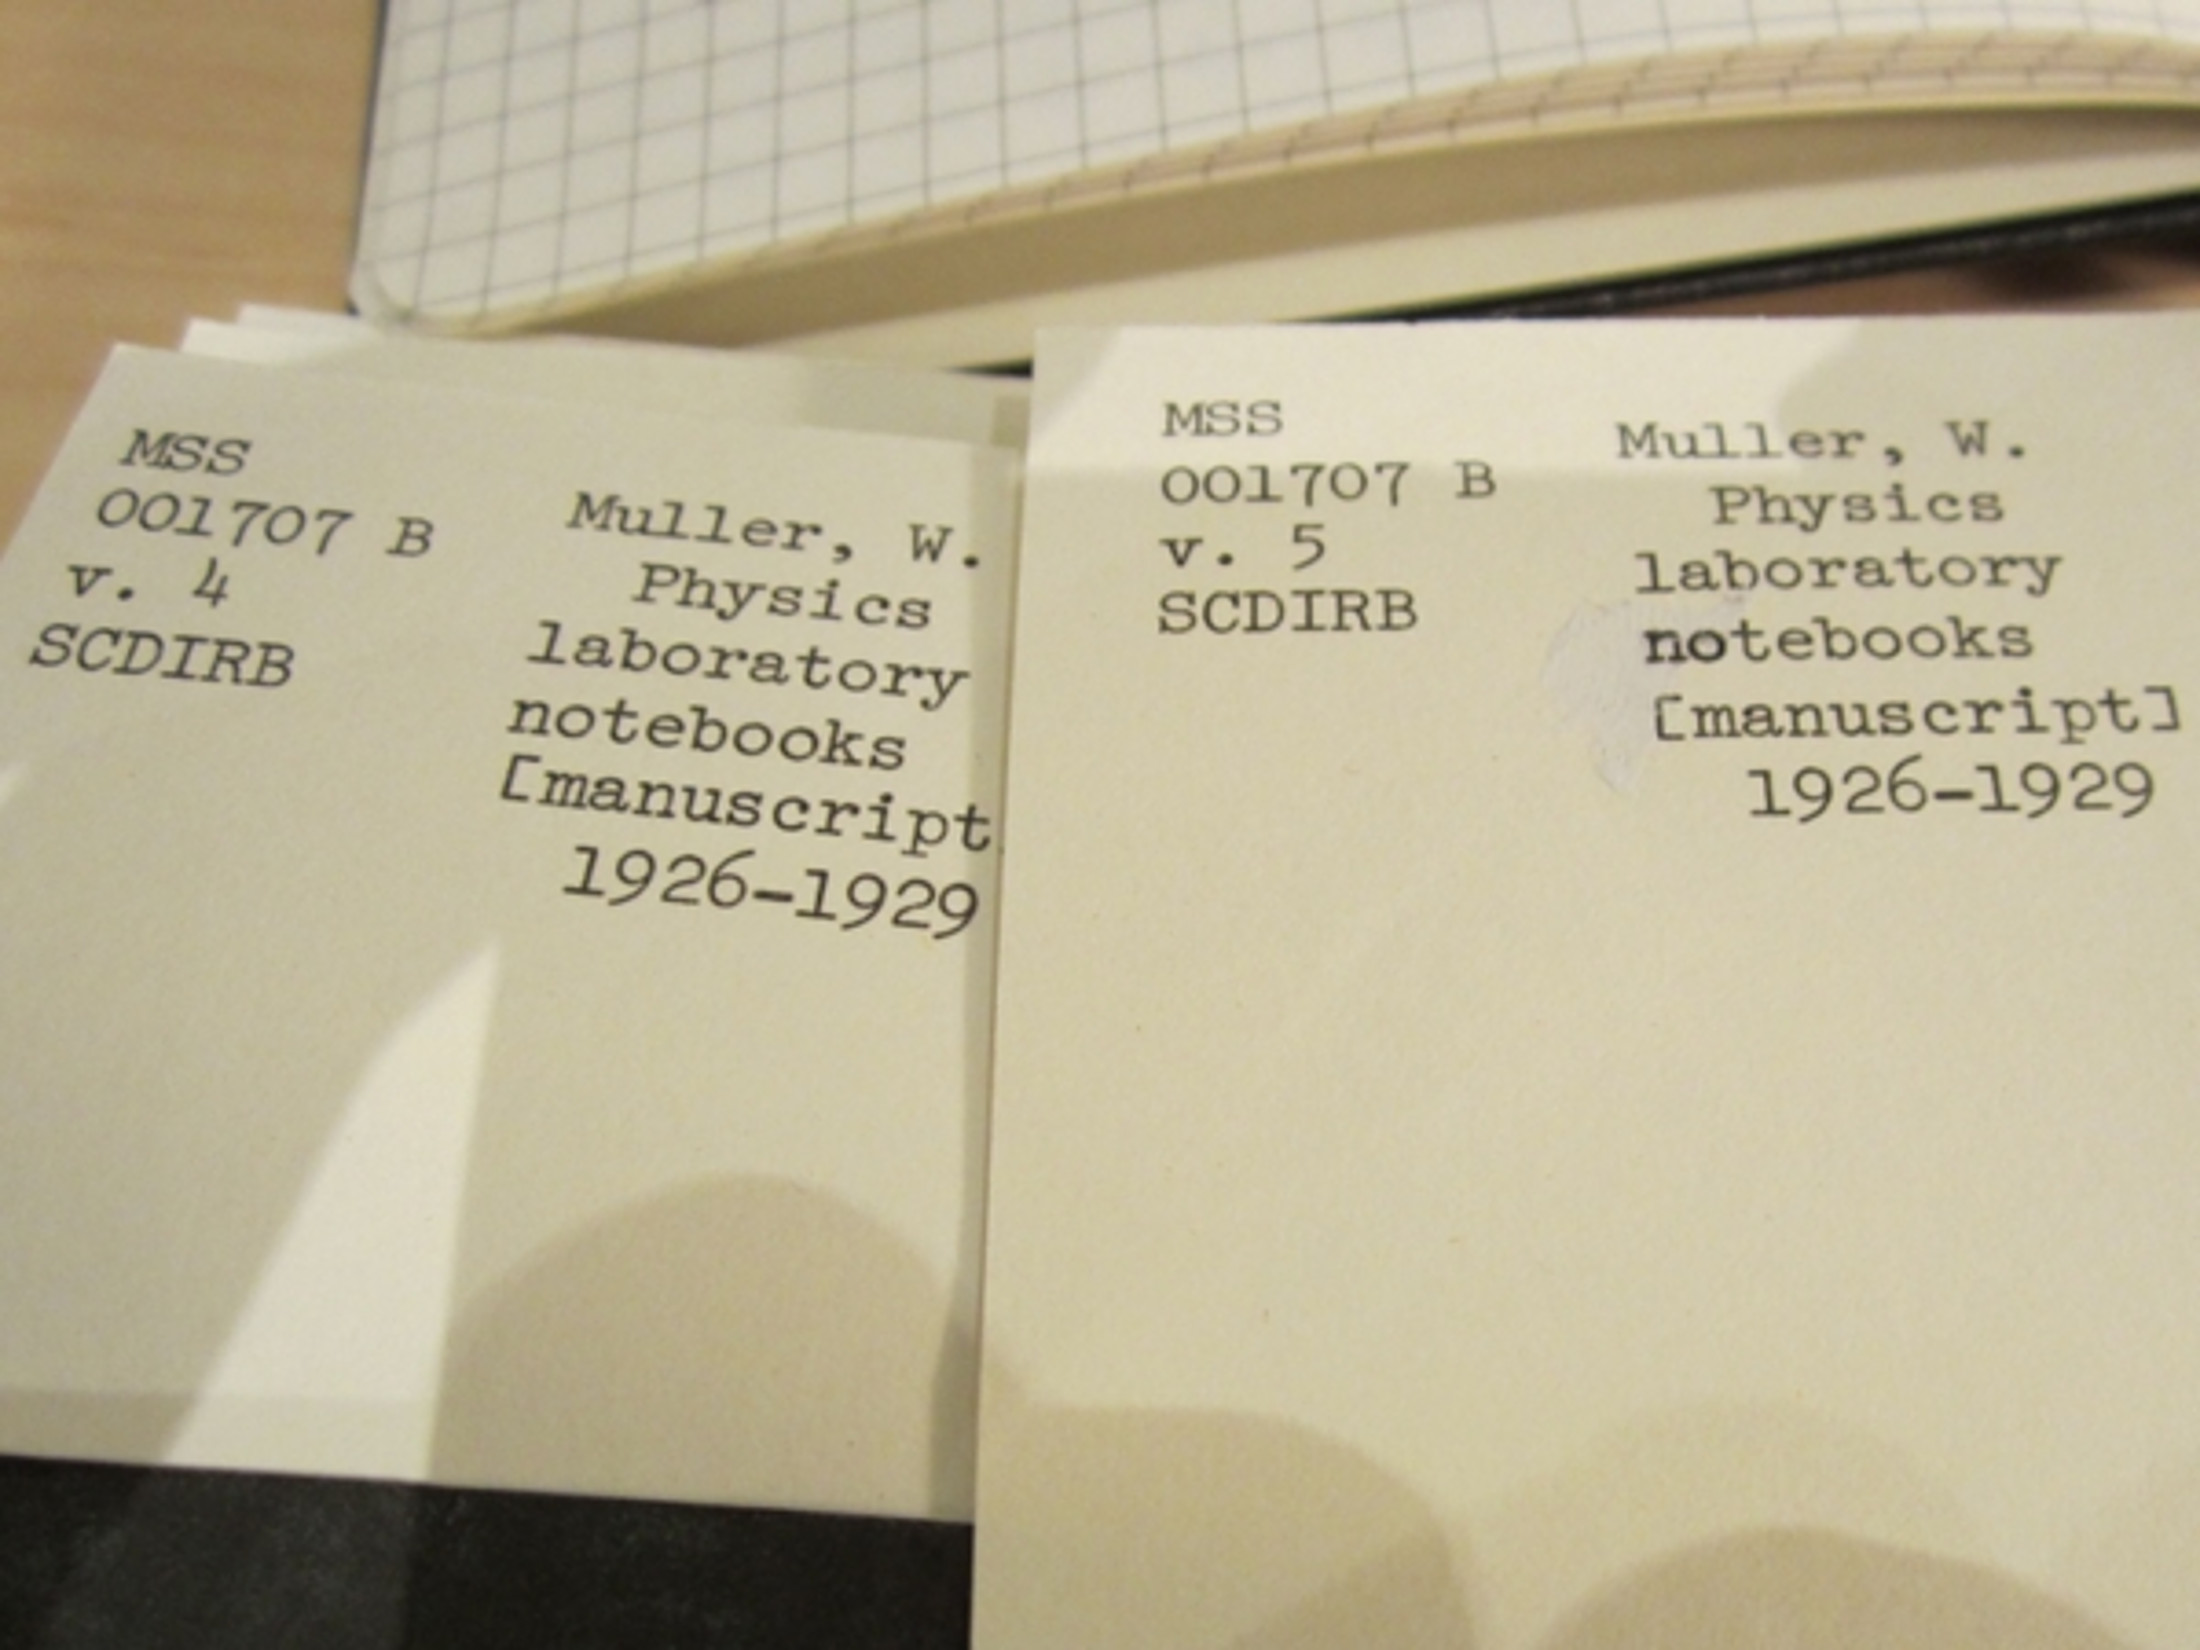 MSS
001707 B
v. 4
SCDIRB
Muller, W.
Physics
laboratory
notebooks
[manuscript
1926-1929
MSS
001707 B
v. 5
SCDIRB
Muller, W.
Physics
laboratory
notebooks
[manuscript]
1926-1929